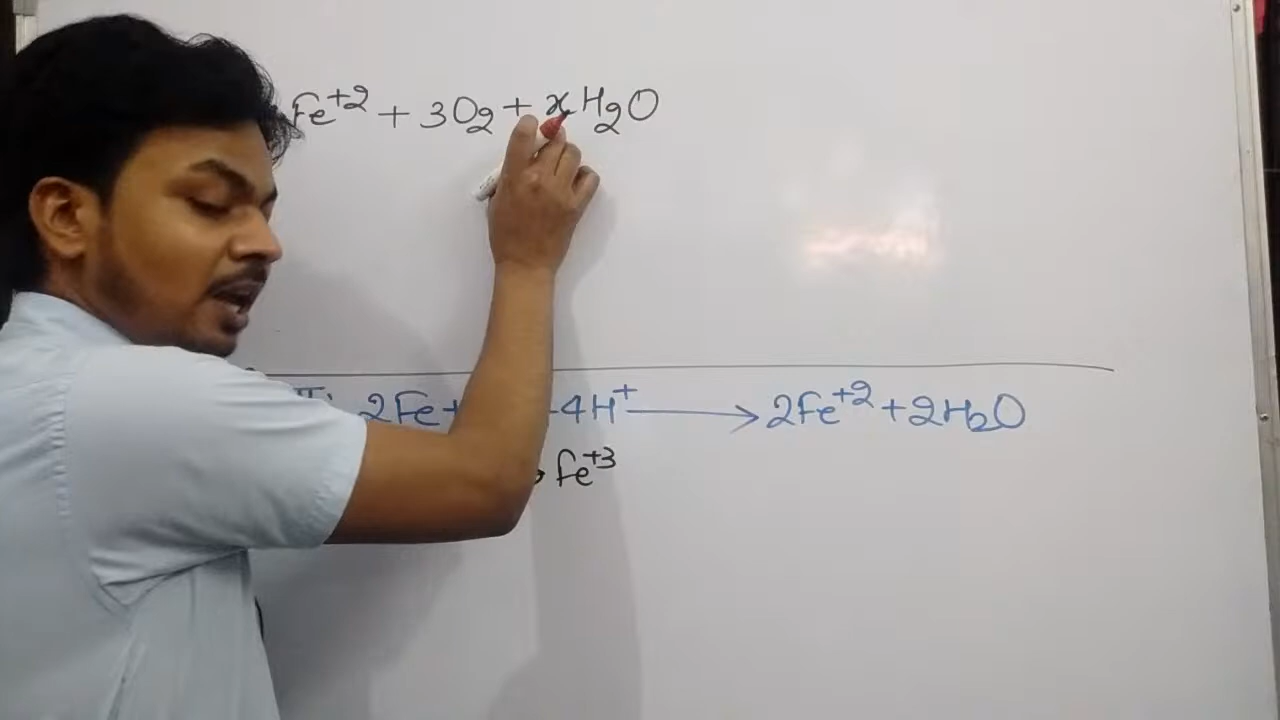 Fe+2 + 3O2 + xH2O
2Fe+ 4H+ → 2Fe+2 + 2H2O
Fe+3